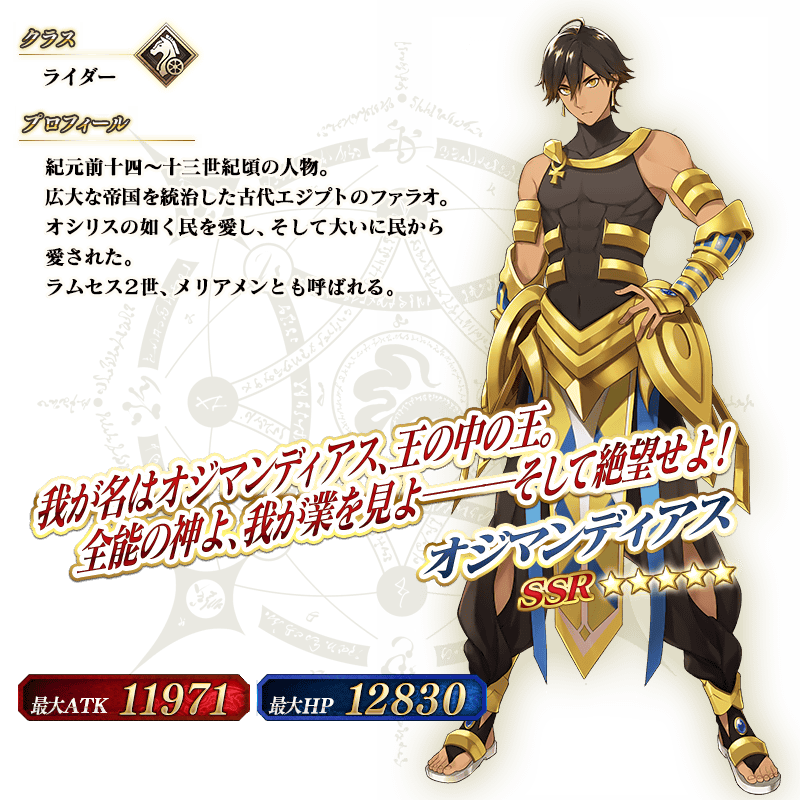 クラス
ライダー
プロフィール
紀元前十四〜十三世紀頃の人物。
広大な帝国を統治した古代エジプトのファラオ。
オシリスの如く民を愛し、そして大いに民から
愛された。
ラムセス2世、メリアメンとも呼ばれる。
我が名はオジマンディアス、王の中の王。
全能の神よ、我が業を見よ――そして絶望せよ!
オジマンディアス
SSR
最大ATK 11971
最大HP 12830